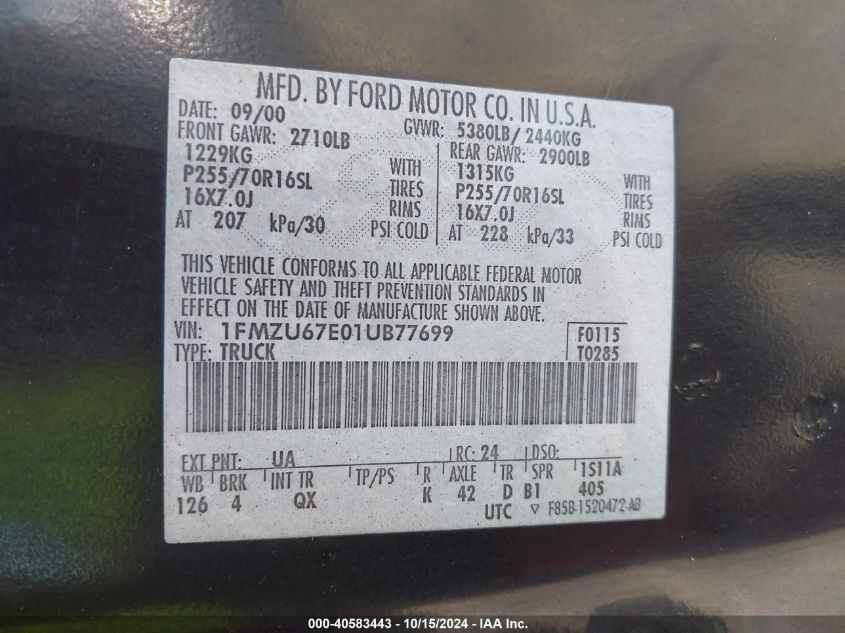 MFD. BY FORD MOTOR CO. IN U.S.A.
DATE: 09/00 GVWR: 5380LB/ 2440KG
FRONT GAWR: 2710LB REAR GAWR: 2900LB
1229KG WITH 1315KG WITH
P255/70R16SL TIRES P255/70R16SL TIRES
16X7.0J RIMS 16X7.0J RIMS
AT 207 kPa/30 PSI COLD AT 228 kPa/33 PSI COLD
THIS VEHICLE CONFORMS TO ALL APPLICABLE FEDERAL MOTOR
VEHICLE SAFETY AND THEFT PREVENTION STANDARDS IN
EFFECT ON THE DATE OF MANUFACTURE SHOWN ABOVE.
VIN: 1FMZU67E01UB77699 F0115
TYPE: TRUCK T0285
EXT PNT: UA RC: 24 DSO:
WB BRK INT TR TP/PS R AXLE TR SPR 1S11A
126 4 QX K 42 D B1 405
UTC ▽ F85B-1520472-AB
000-40583443 - 10/15/2024 - IAA Inc.